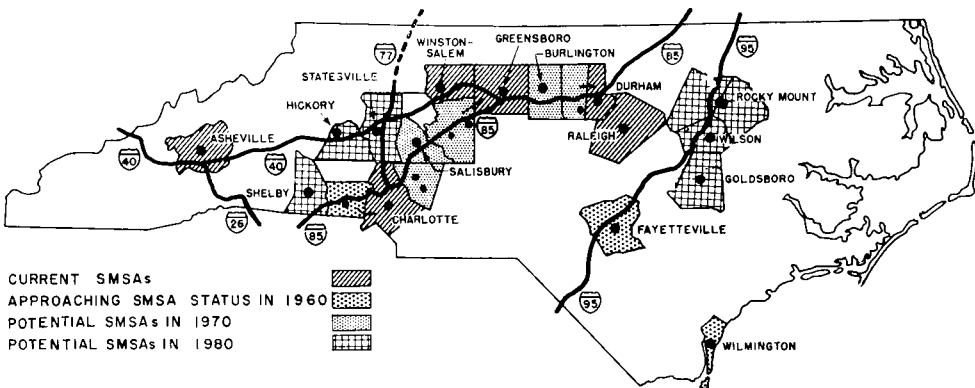 WINSTON-
SALEM
GREENSBORO
BURLINGTON
85
95
77
STATESVILLE
HICKORY
DURHAM
ROCKY MOUNT
ASHEVILLE
RALEIGH
85
WILSON
40
40
SALISBURY
GOLDSBORO
SHELBY
26
85
CHARLOTTE
FAYETTEVILLE
95
CURRENT SMSAs
APPROACHING SMSA STATUS IN 1960
POTENTIAL SMSAs IN 1970
POTENTIAL SMSAs IN 1980
WILMINGTON